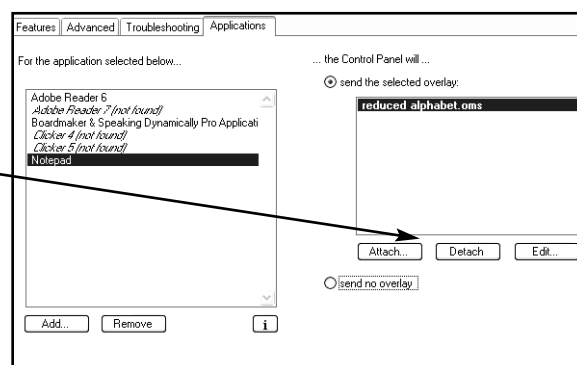 Features Advanced Troubleshooting Applications
For the application selected below...
... the Control Panel will ...
send the selected overlay:
Adobe Reader 6
Adobe Reader 7 (not found)
Boardmaker & Speaking Dynamically Pro Applicati
Clicker 4 (not found)
Clicker 5 (not found)
Notepad
reduced alphabet.oms
Attach... Detach Edit...
send no overlay
Add... Remove i